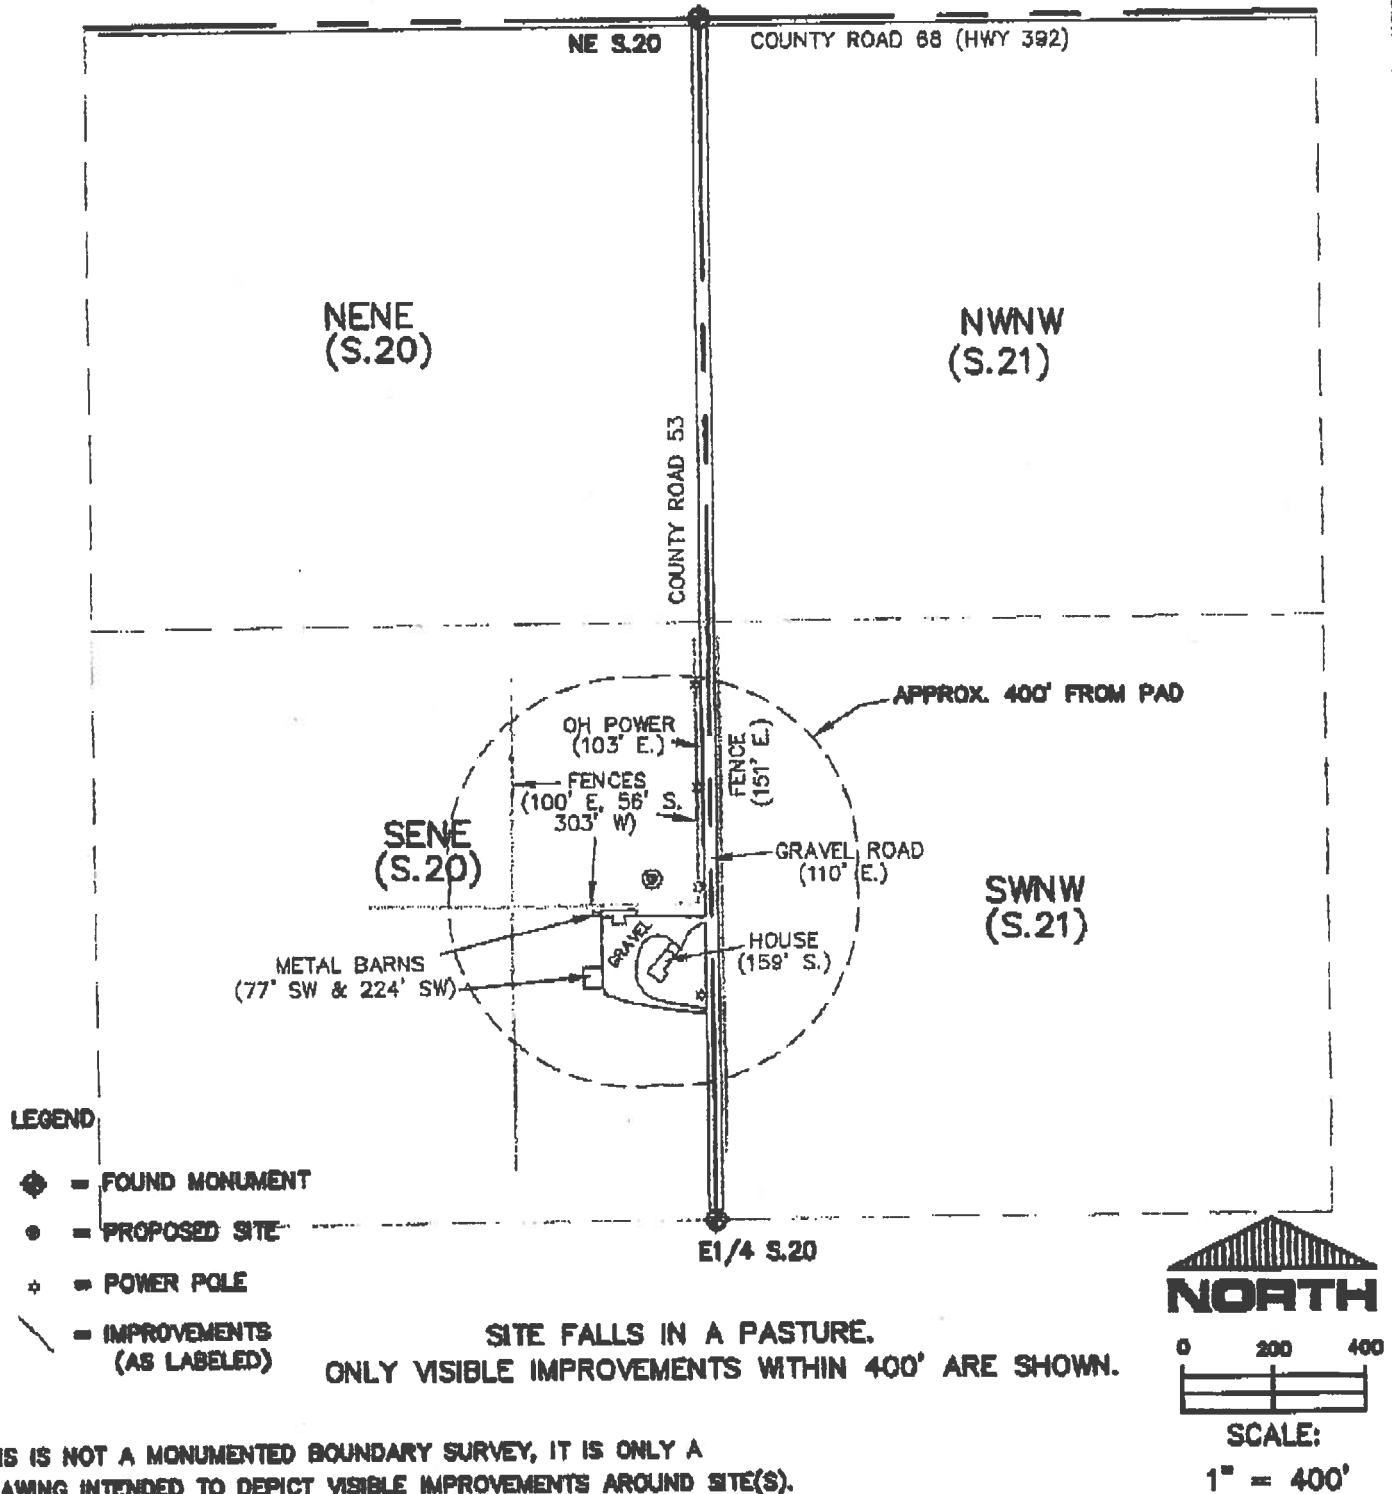 NE S.20
COUNTY ROAD 68 (HWY 392)
NENE
(S.20)
NWNW
(S.21)
COUNTY ROAD 53
APPROX. 400' FROM PAD
OH POWER
(103' E.)
FENCE
(151' E.)
FENCES
(100' E, 56' S.
303' W)
SENE
(S.20)
GRAVEL ROAD
(110' E.)
SWNW
(S.21)
GRAVEL
HOUSE
(159' S.)
METAL BARNS
(77' SW & 224' SW)
LEGEND
= FOUND MONUMENT
= PROPOSED SITE
= POWER POLE
= IMPROVEMENTS
(AS LABELED)
E1/4 S.20
NORTH
0 200 400
SCALE:
1" = 400'
SITE FALLS IN A PASTURE.
ONLY VISIBLE IMPROVEMENTS WITHIN 400' ARE SHOWN.
IS IS NOT A MONUMENTED BOUNDARY SURVEY, IT IS ONLY A
AWING INTENDED TO DEPICT VISIBLE IMPROVEMENTS AROUND SITE(S).